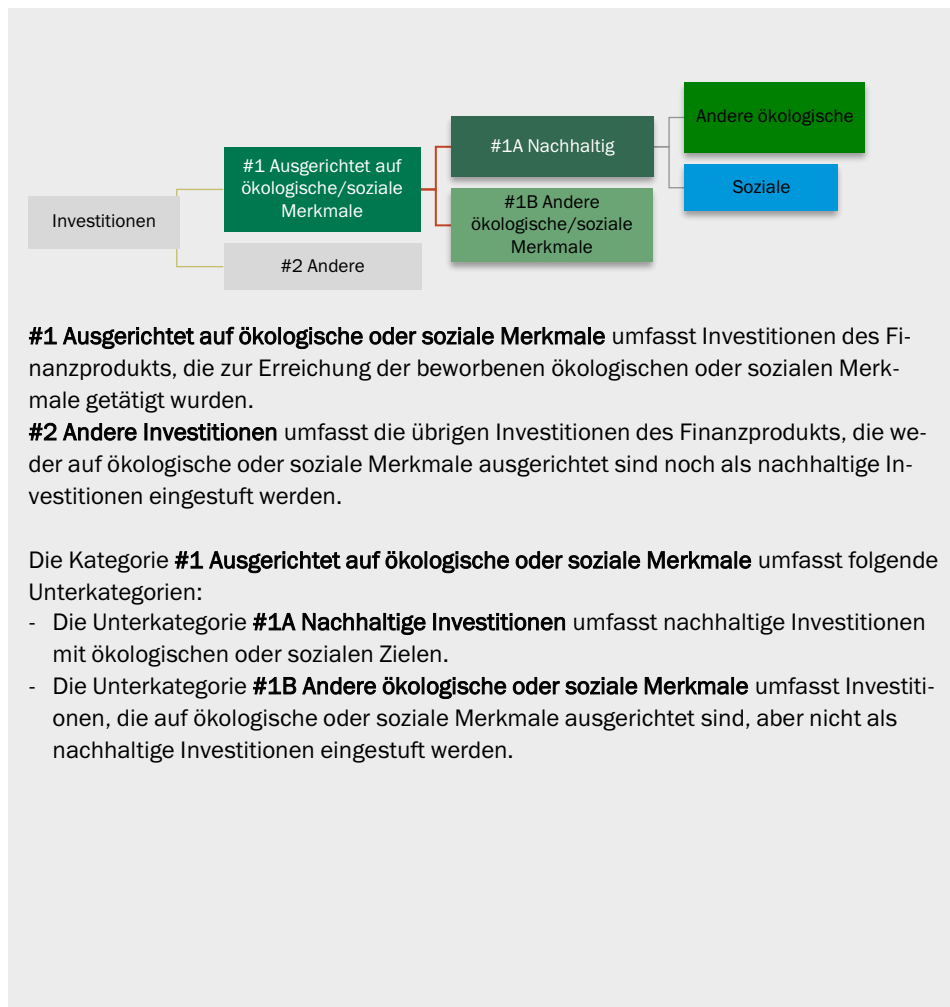 Andere ökologische
#1A Nachhaltig
#1 Ausgerichtet auf
ökologische/soziale
Merkmale
Soziale
#1B Andere
ökologische/soziale
Merkmale
Investitionen
#2 Andere
#1 Ausgerichtet auf ökologische oder soziale Merkmale umfasst Investitionen des Fi-
nanzprodukts, die zur Erreichung der beworbenen ökologischen oder sozialen Merk-
male getätigt wurden.
#2 Andere Investitionen umfasst die übrigen Investitionen des Finanzprodukts, die we-
der auf ökologische oder soziale Merkmale ausgerichtet sind noch als nachhaltige In-
vestitionen eingestuft werden.
Die Kategorie #1 Ausgerichtet auf ökologische oder soziale Merkmale umfasst folgende
Unterkategorien:
- Die Unterkategorie #1A Nachhaltige Investitionen umfasst nachhaltige Investitionen
mit ökologischen oder sozialen Zielen.
- Die Unterkategorie #1B Andere ökologische oder soziale Merkmale umfasst Investiti-
onen, die auf ökologische oder soziale Merkmale ausgerichtet sind, aber nicht als
nachhaltige Investitionen eingestuft werden.